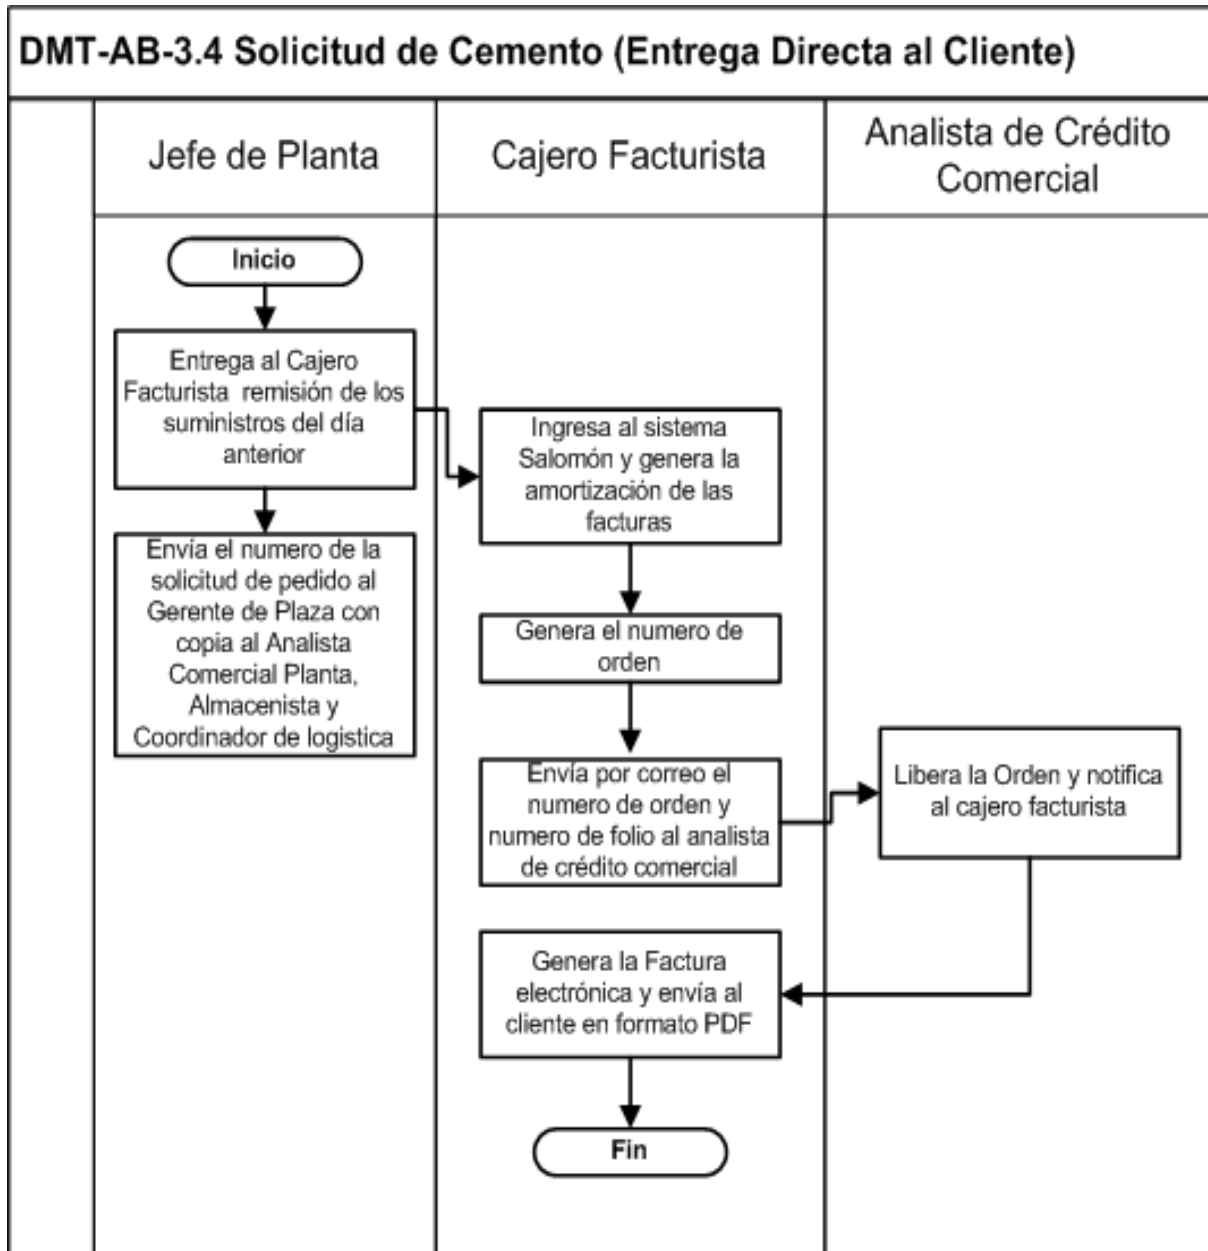 DMT-AB-3.4 Solicitud de Cemento (Entrega Directa al Cliente)
Jefe de Planta
Cajero Facturista
Analista de Crédito
Comercial
Inicio
Entrega al Cajero
Facturista remisión de los
suministros del día
anterior
Envía el numero de la
solicitud de pedido al
Gerente de Plaza con
copia al Analista
Comercial Planta,
Almacenista y
Coordinador de logistica
Ingresa al sistema
Salomón y genera la
amortización de las
facturas
Genera el numero de
orden
Envía por correo el
numero de orden y
numero de folio al analista
de crédito comercial
Libera la Orden y notifica
al cajero facturista
Genera la Factura
electrónica y envía al
cliente en formato PDF
Fin